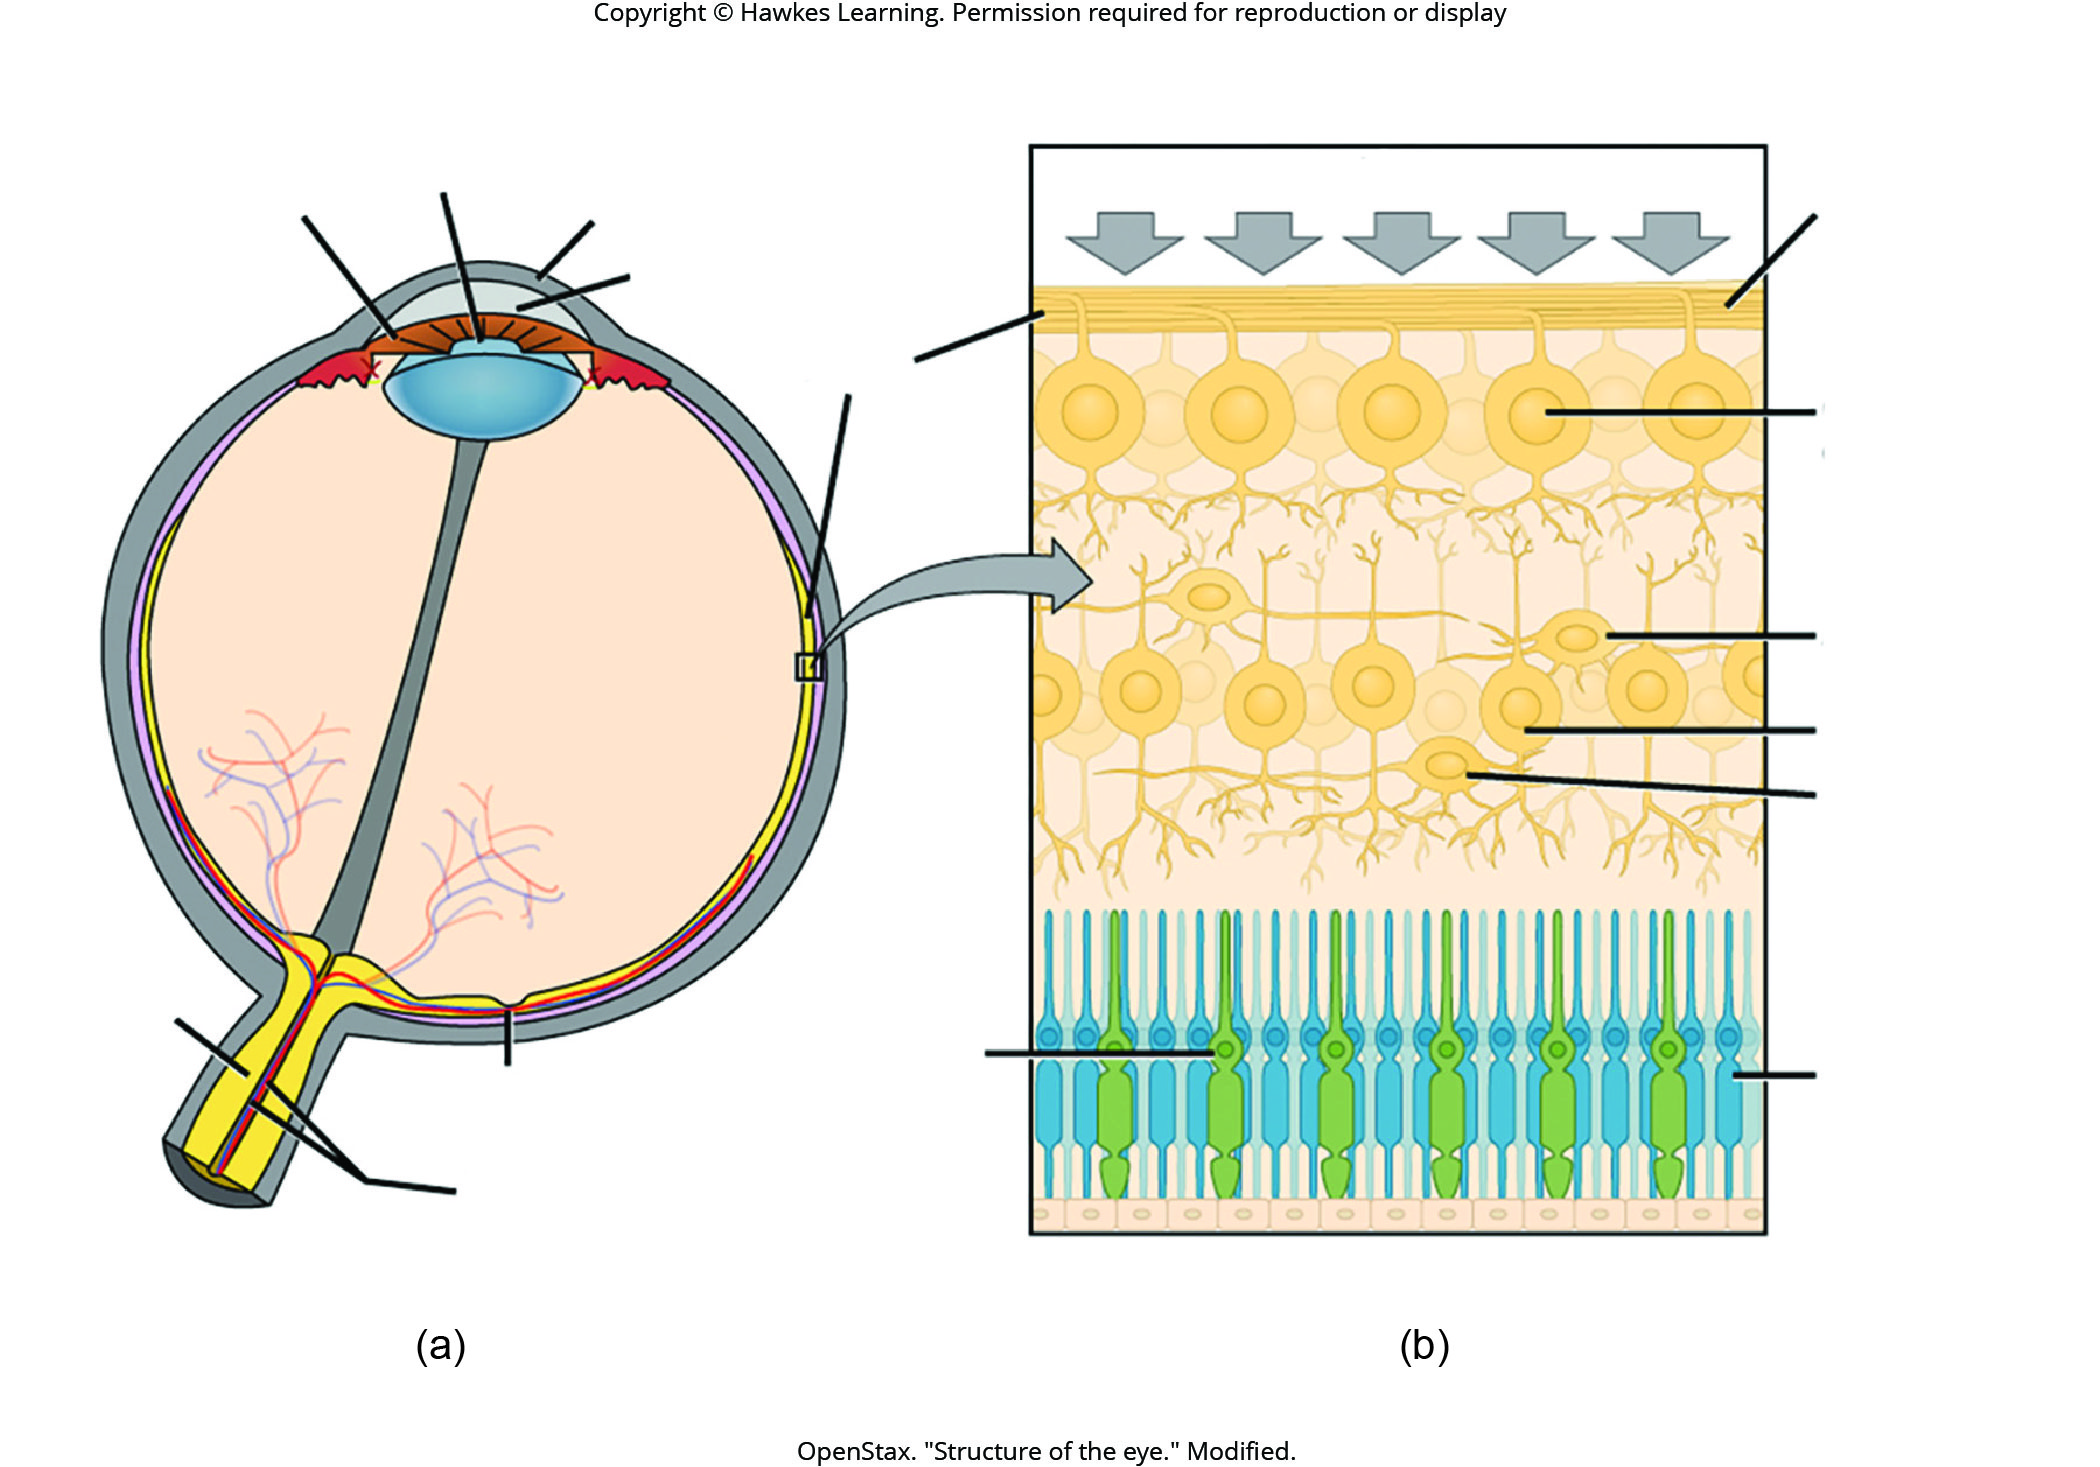 Copyright © Hawkes Learning. Permission required for reproduction or display
(a)
(b)
OpenStax. "Structure of the eye." Modified.